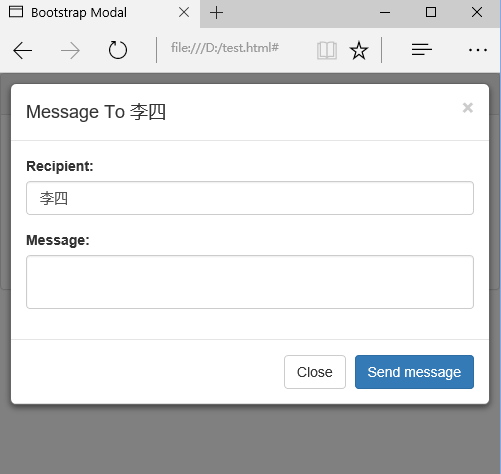 Bootstrap Modal
file:///D:/test.html#
Message To 李四
×
Recipient:
李四
Message:
Close
Send message